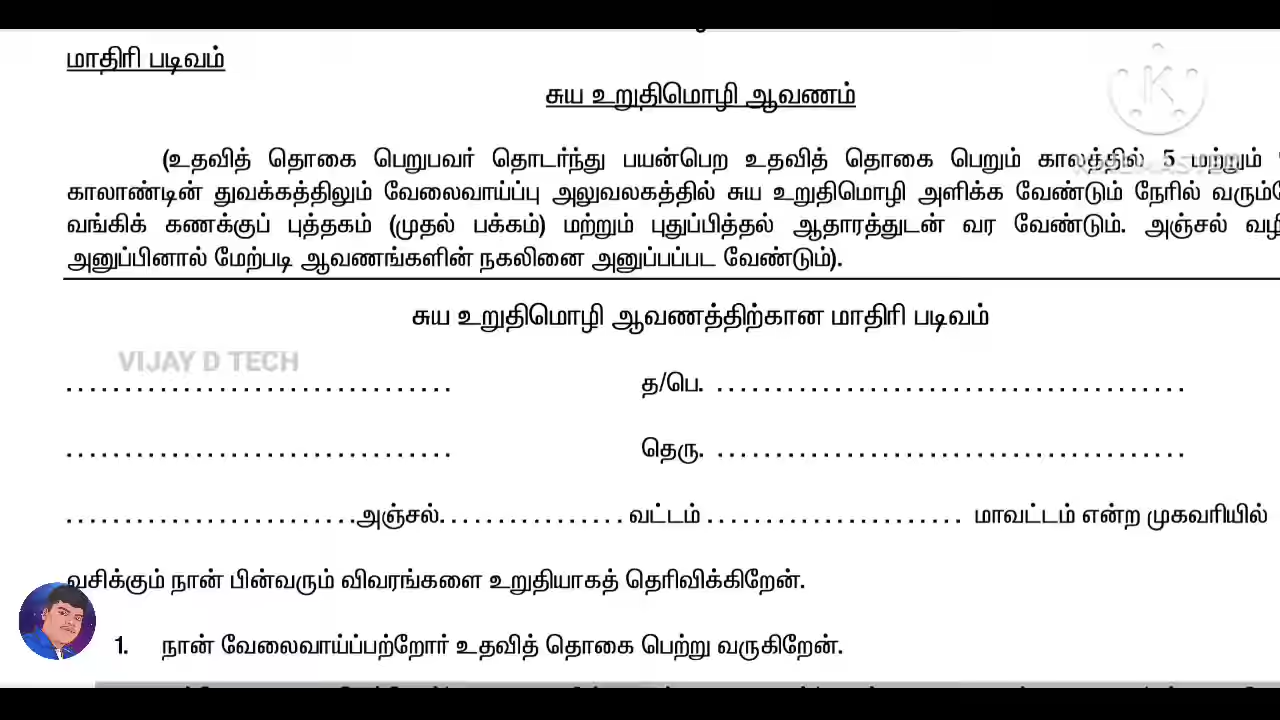 மாதிரி படிவம்
சுய உறுதிமொழி ஆவணம்
(உதவித் தொகை பெறுபவர் தொடர்ந்து பயன்பெற உதவித் தொகை பெறும் காலத்தில் 5 மற்றும்
காலாண்டின் துவக்கத்திலும் வேலைவாய்ப்பு அலுவலகத்தில் சுய உறுதிமொழி அளிக்க வேண்டும் நேரில்
வங்கிக் கணக்குப் புத்தகம் (முதல் பக்கம்) மற்றும் புதுப்பித்தல் ஆதாரத்துடன் வர வேண்டும். அஞ்சல்
அனுப்பினால் மேற்படி ஆவணங்களின் நகலினை அனுப்பப்பட வேண்டும்).
சுய உறுதிமொழி ஆவணத்திற்கான மாதிரி படிவம்
VIJAY D TECH
................................. த/பெ. ........................................
................................. தெரு. ........................................
.........................அஞ்சல்................ வட்டம் ...................... மாவட்டம் என்ற முகவரியில்
வசிக்கும் நான் பின்வரும் விவரங்களை உறுதியாகத் தெரிவிக்கிறேன்.
1. நான் வேலைவாய்ப்பற்றோர் உதவித் தொகை பெற்று வருகிறேன்.